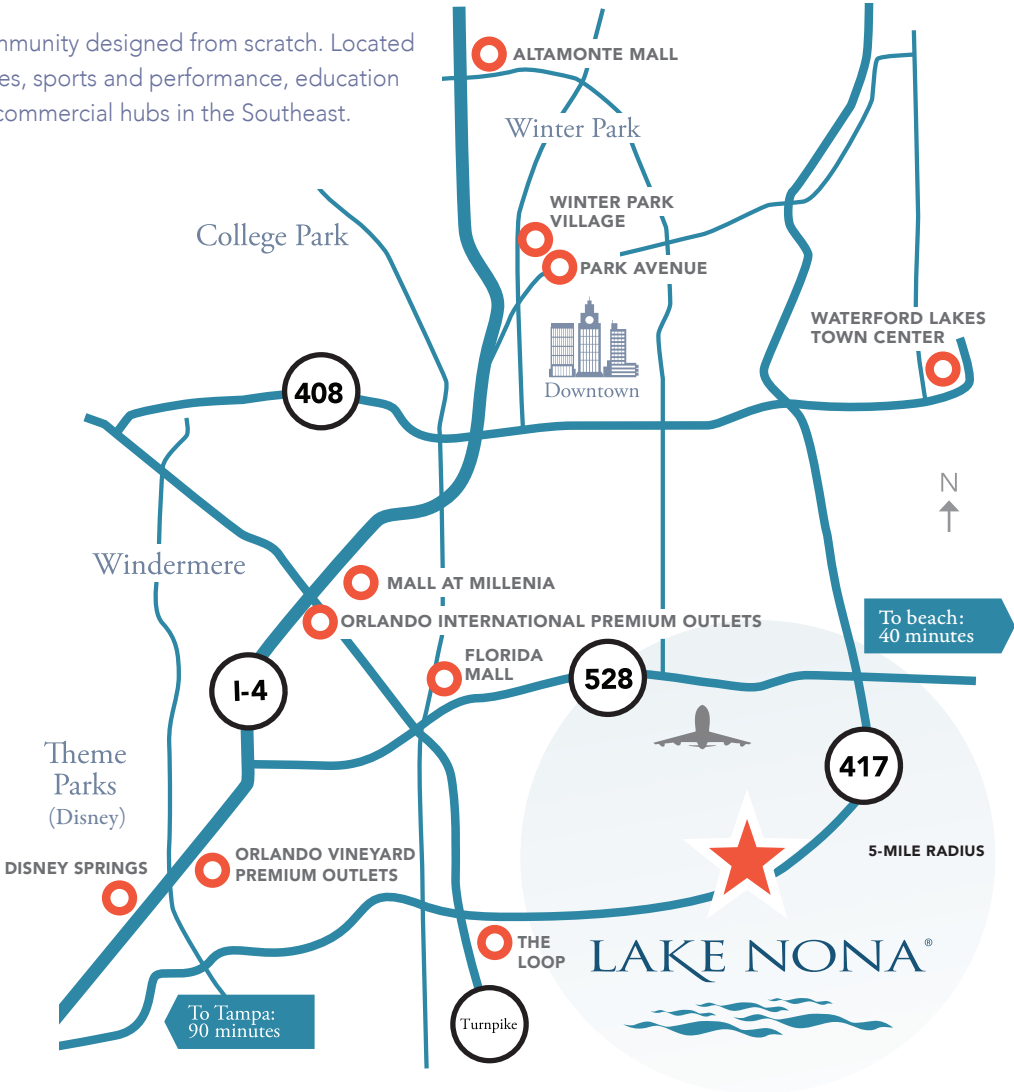 mmunity designed from scratch. Located
es, sports and performance, education
commercial hubs in the Southeast.
ALTAMONTE MALL
Winter Park
WINTER PARK
VILLAGE
College Park
PARK AVENUE
WATERFORD LAKES
TOWN CENTER
408
Downtown
N
Windermere
MALL AT MILLENIA
ORLANDO INTERNATIONAL PREMIUM OUTLETS
To beach:
40 minutes
FLORIDA
MALL
528
I-4
417
Theme
Parks
(Disney)
5-MILE RADIUS
DISNEY SPRINGS
ORLANDO VINEYARD
PREMIUM OUTLETS
THE
LOOP
LAKE NONA®
To Tampa:
90 minutes
Turnpike